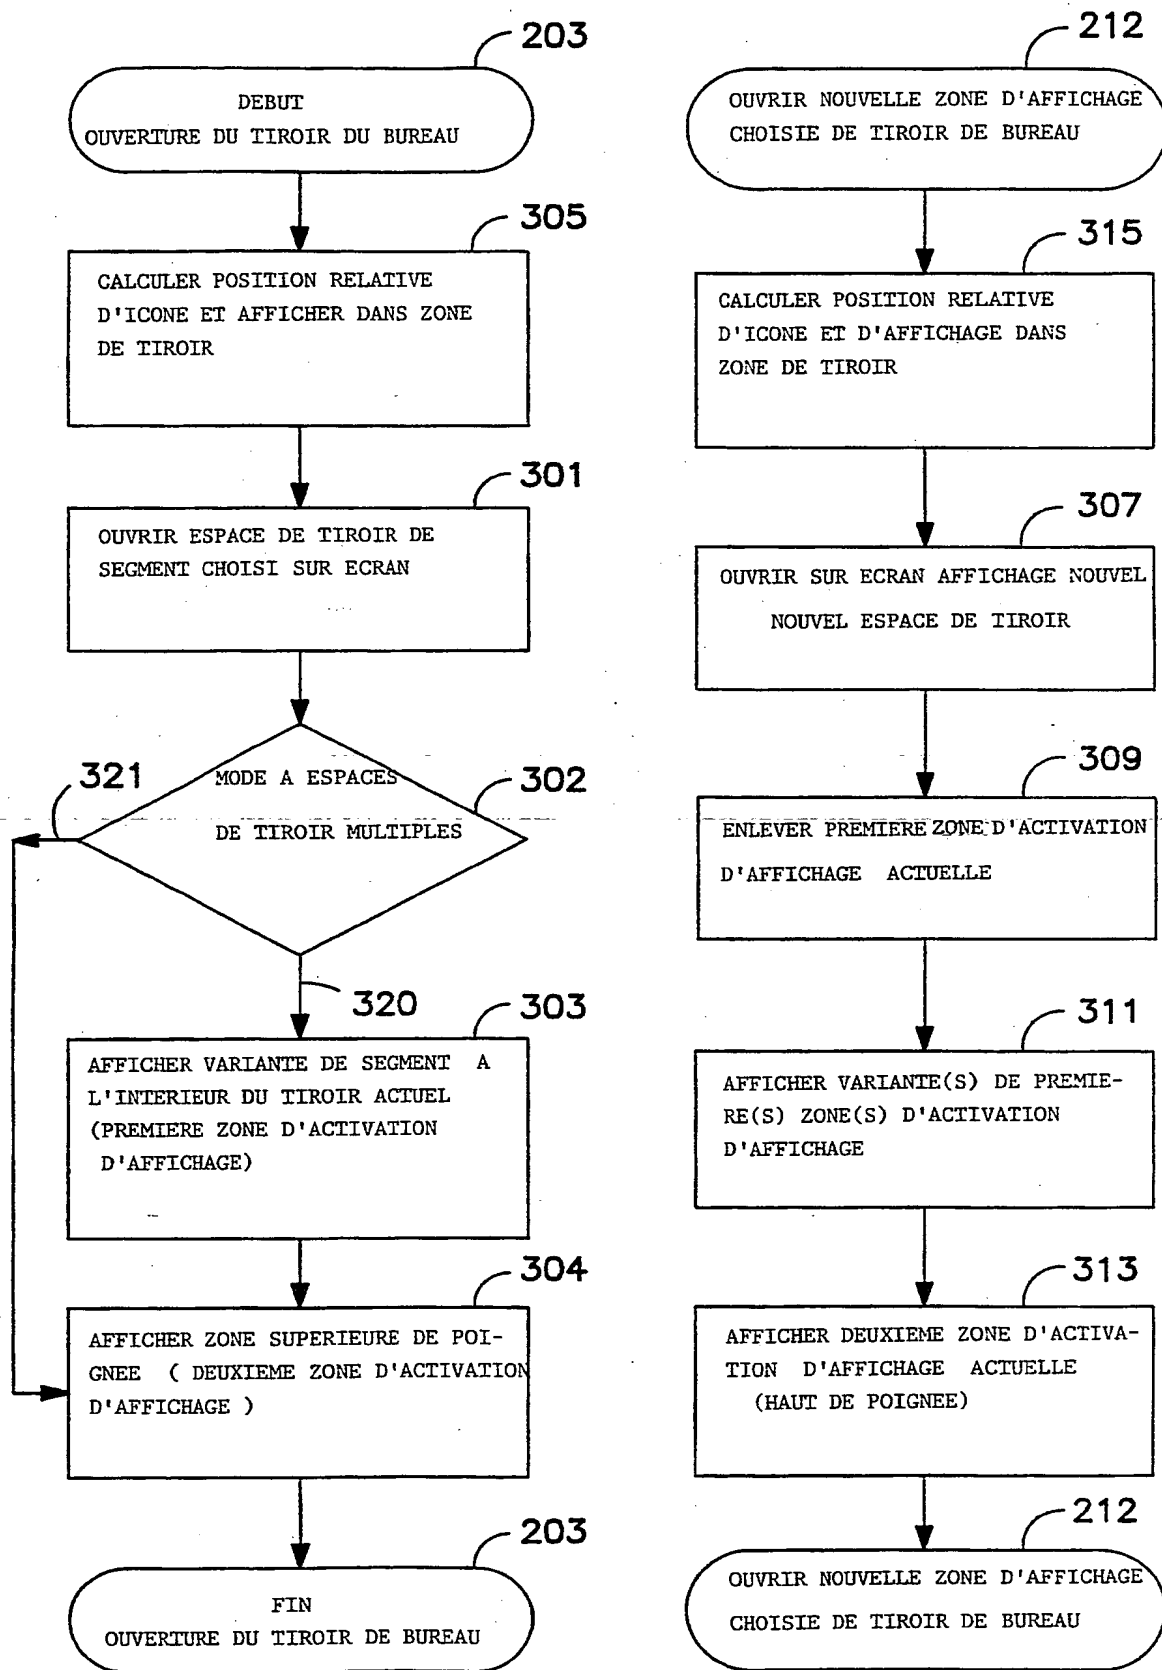 203
DEBUT
OUVERTURE DU TIROIR DU BUREAU
305
CALCULER POSITION RELATIVE
D'ICONE ET AFFICHER DANS ZONE
DE TIROIR
301
OUVRIR ESPACE DE TIROIR DE
SEGMENT CHOISI SUR ECRAN
321
302
MODE A ESPACES
DE TIROIR MULTIPLES
320
303
AFFICHER VARIANTE DE SEGMENT A
L'INTERIEUR DU TIROIR ACTUEL
(PREMIERE ZONE D'ACTIVATION
D'AFFICHAGE)
304
AFFICHER ZONE SUPERIEURE DE POI-
GNEE ( DEUXIEME ZONE D'ACTIVATION
D'AFFICHAGE )
203
FIN
OUVERTURE DU TIROIR DE BUREAU
212
OUVRIR NOUVELLE ZONE D'AFFICHAGE
CHOISIE DE TIROIR DE BUREAU
315
CALCULER POSITION RELATIVE
D'ICONE ET D'AFFICHAGE DANS
ZONE DE TIROIR
307
OUVRIR SUR ECRAN AFFICHAGE NOUVEL
NOUVEL ESPACE DE TIROIR
309
ENLEVER PREMIERE ZONE D'ACTIVATION
D'AFFICHAGE ACTUELLE
311
AFFICHER VARIANTE(S) DE PREMIE-
RE(S) ZONE(S) D'ACTIVATION
D'AFFICHAGE
313
AFFICHER DEUXIEME ZONE D'ACTIVA-
TION D'AFFICHAGE ACTUELLE
(HAUT DE POIGNEE)
212
OUVRIR NOUVELLE ZONE D'AFFICHAGE
CHOISIE DE TIROIR DE BUREAU